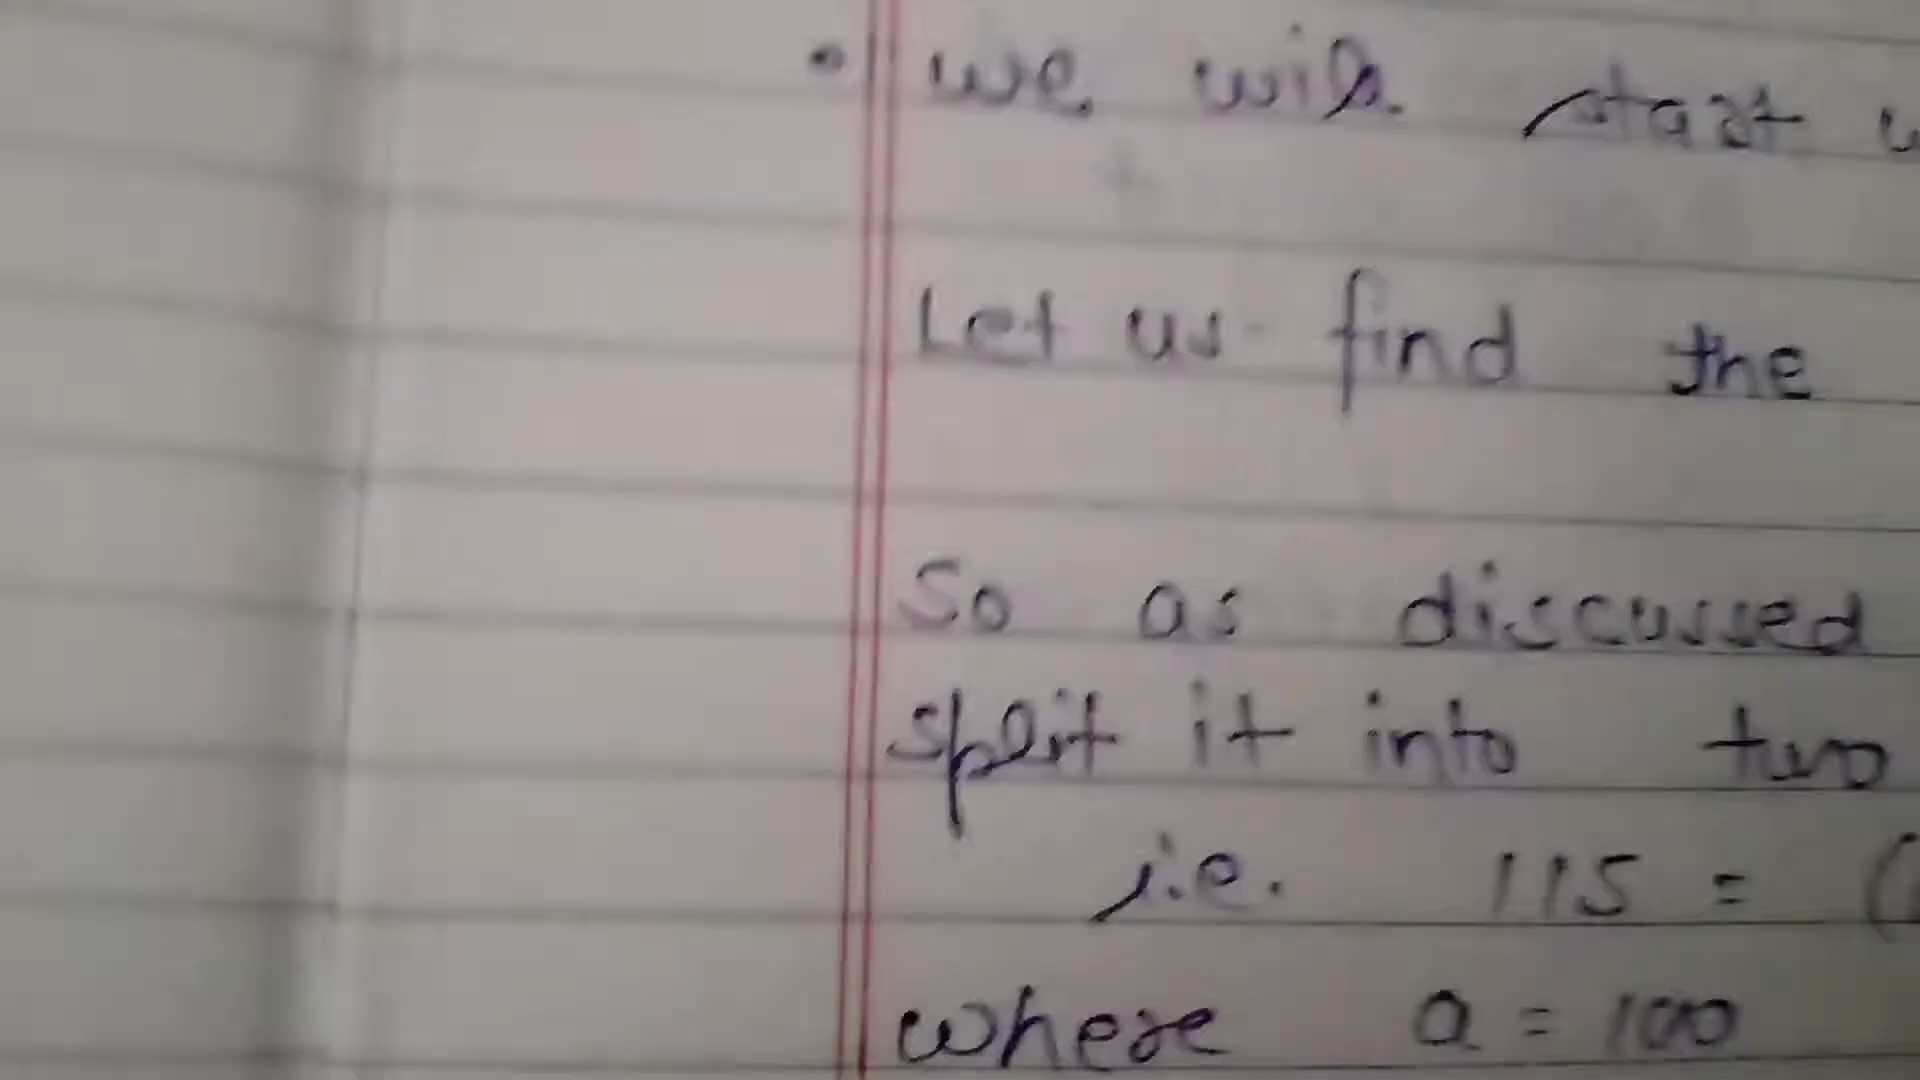 • we will start
Let us find the
So as discussed
split it into two
i.e. 115 = (
where a = 100